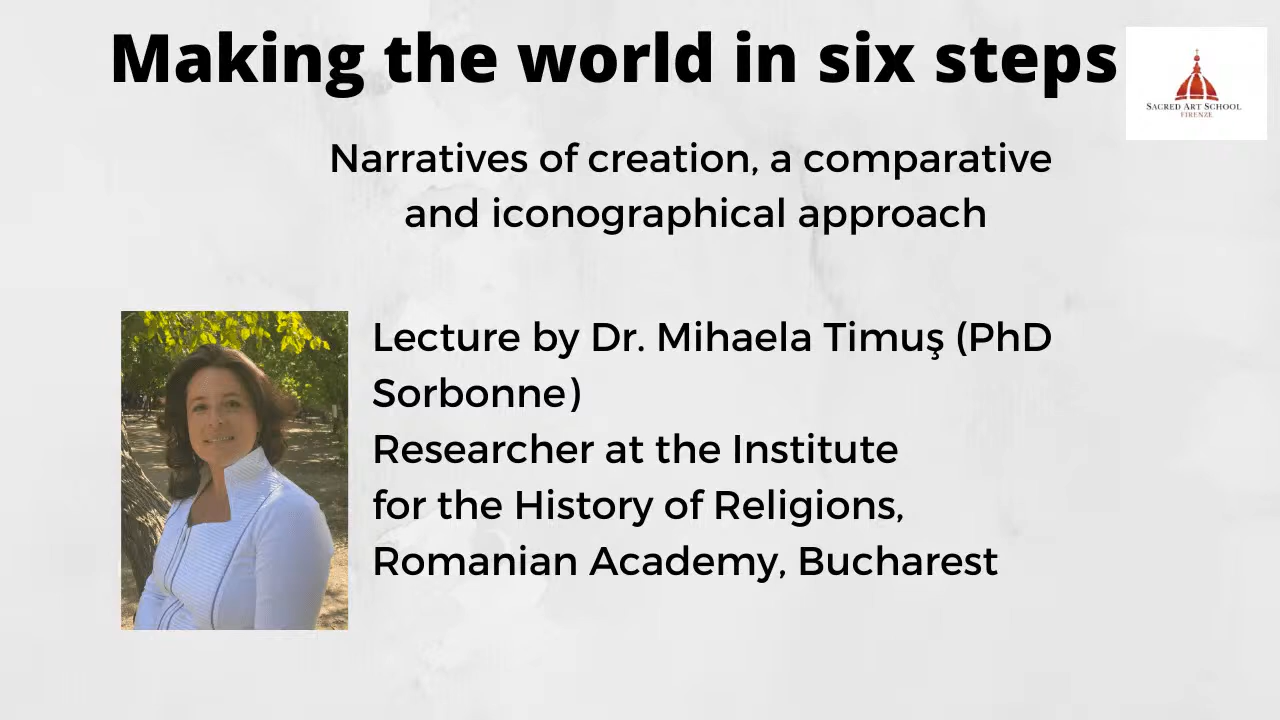 Making the world in six steps
SACRED ART SCHOOL
FIRENZE
Narratives of creation, a comparative
and iconographical approach
Lecture by Dr. Mihaela Timuş (PhD
Sorbonne)
Researcher at the Institute
for the History of Religions,
Romanian Academy, Bucharest